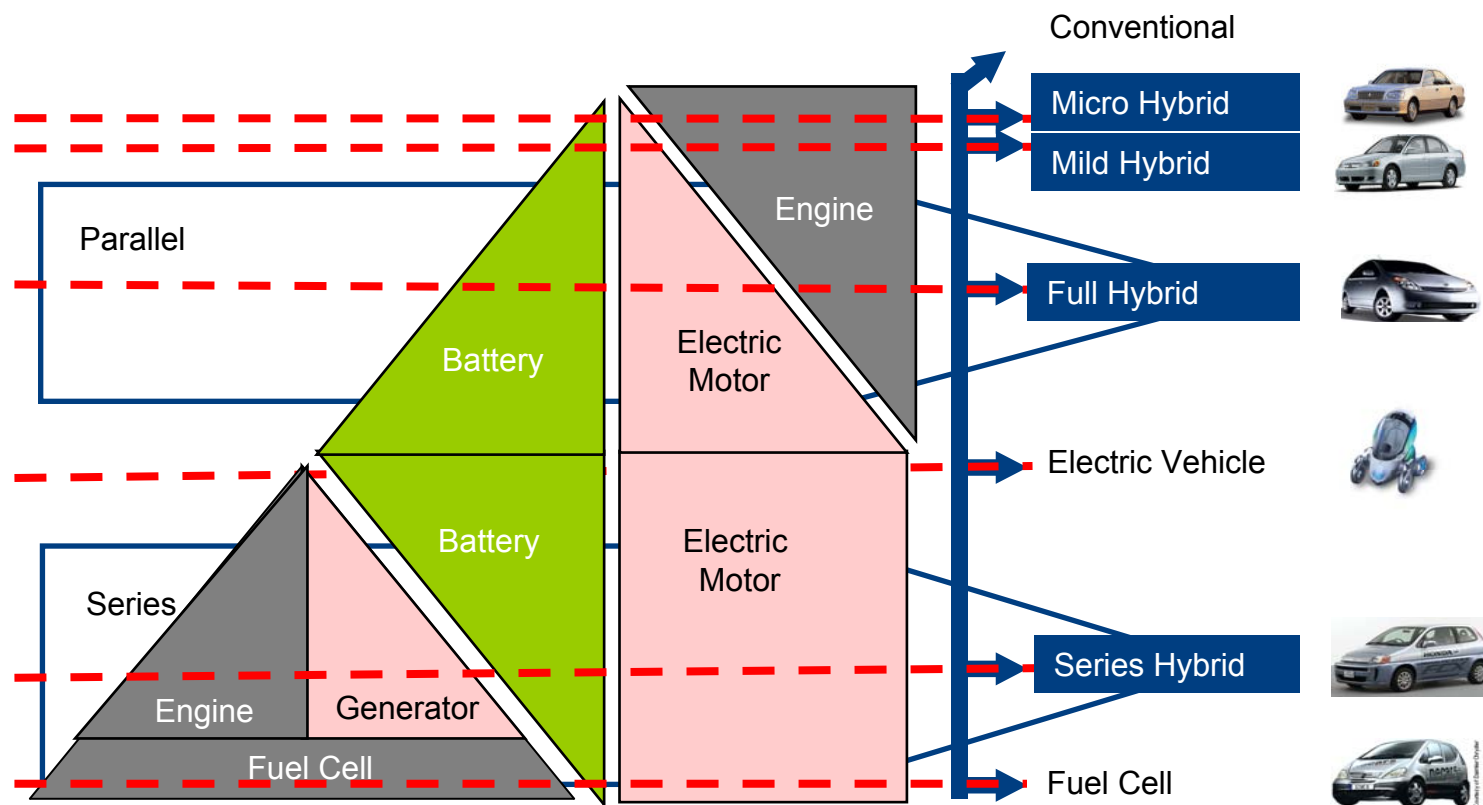 Conventional
Micro Hybrid
Mild Hybrid
Engine
Parallel
Full Hybrid
Battery
Electric
Motor
Electric Vehicle
Battery
Electric
Motor
Series
Series Hybrid
Engine
Generator
Fuel Cell
Fuel Cell